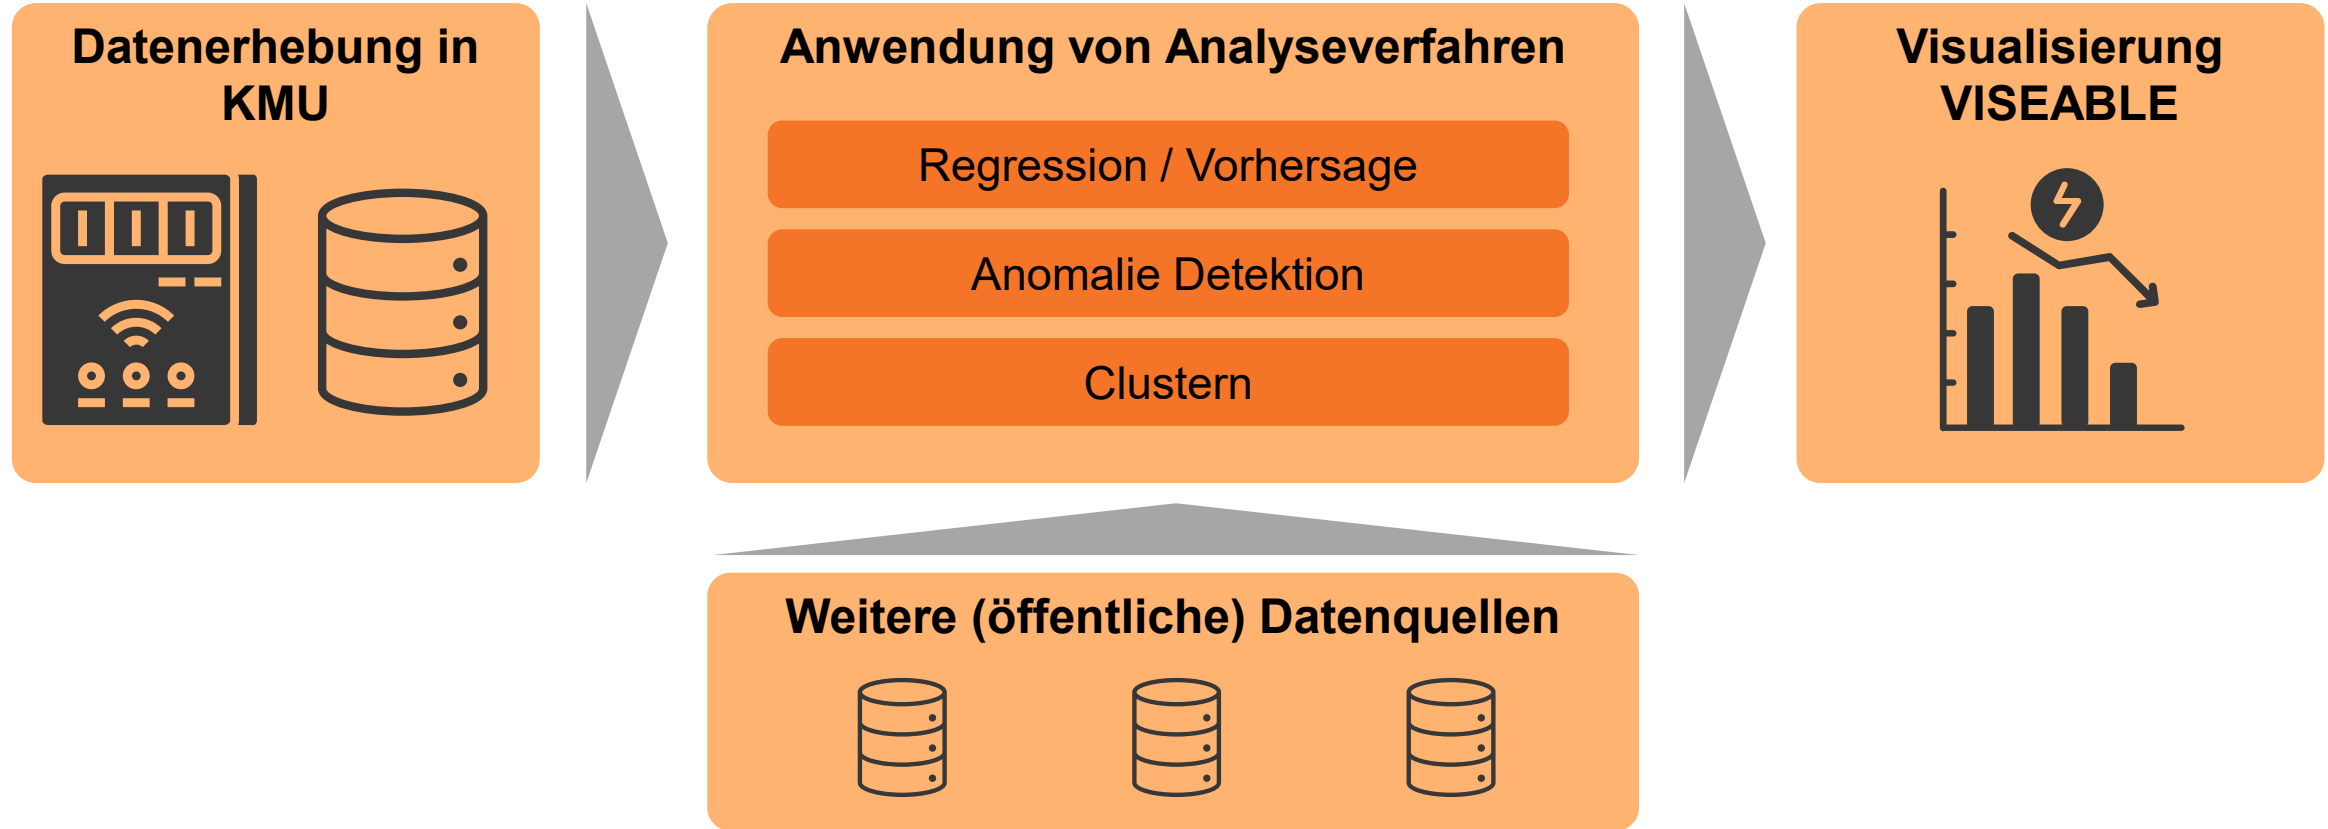 Datenerhebung in
KMU
Anwendung von Analyseverfahren
Regression / Vorhersage
Anomalie Detektion
Clustern
Visualisierung
VISEABLE
Weitere (öffentliche) Datenquellen